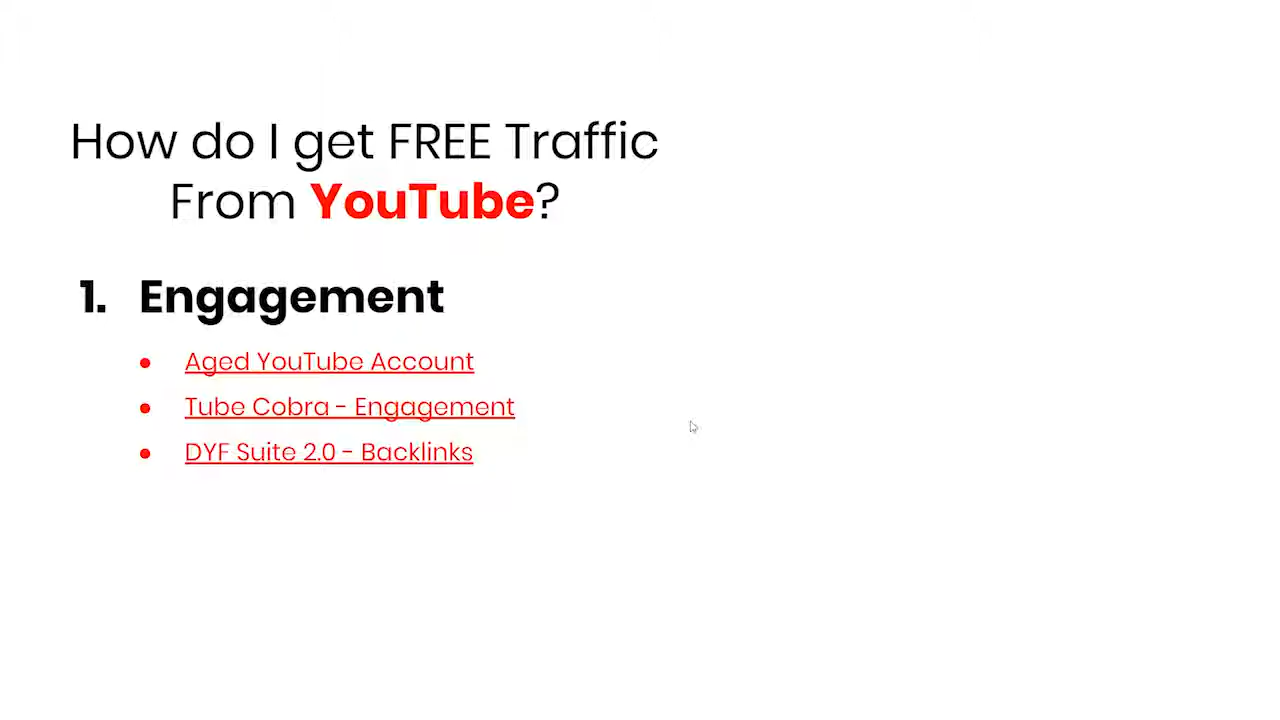 How do I get FREE Traffic
From YouTube?
1. Engagement
● Aged YouTube Account
● Tube Cobra - Engagement
● DYF Suite 2.0 - Backlinks